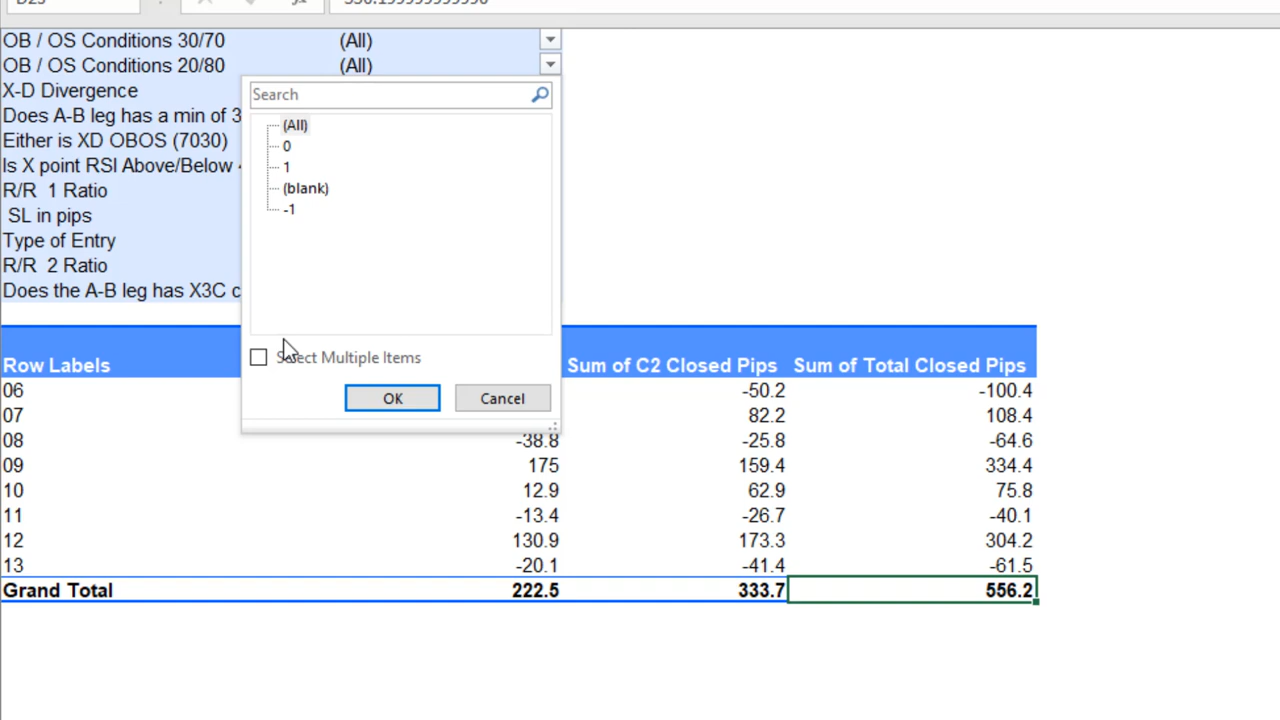 OB / OS Conditions 30/70 (All)
OB / OS Conditions 20/80 (All)
X-D Divergence
Does A-B leg has a min of 3
Either is XD OBOS (7030)
Is X point RSI Above/Below
R/R 1 Ratio
SL in pips
Type of Entry
R/R 2 Ratio
Does the A-B leg has X3C c
Search
(All)
0
1
(blank)
-1
Select Multiple Items
OK Cancel
Row Labels Sum of C2 Closed Pips Sum of Total Closed Pips
06 -50.2 -100.4
07 82.2 108.4
08 -38.8 -25.8 -64.6
09 175 159.4 334.4
10 12.9 62.9 75.8
11 -13.4 -26.7 -40.1
12 130.9 173.3 304.2
13 -20.1 -41.4 -61.5
Grand Total 222.5 333.7 556.2